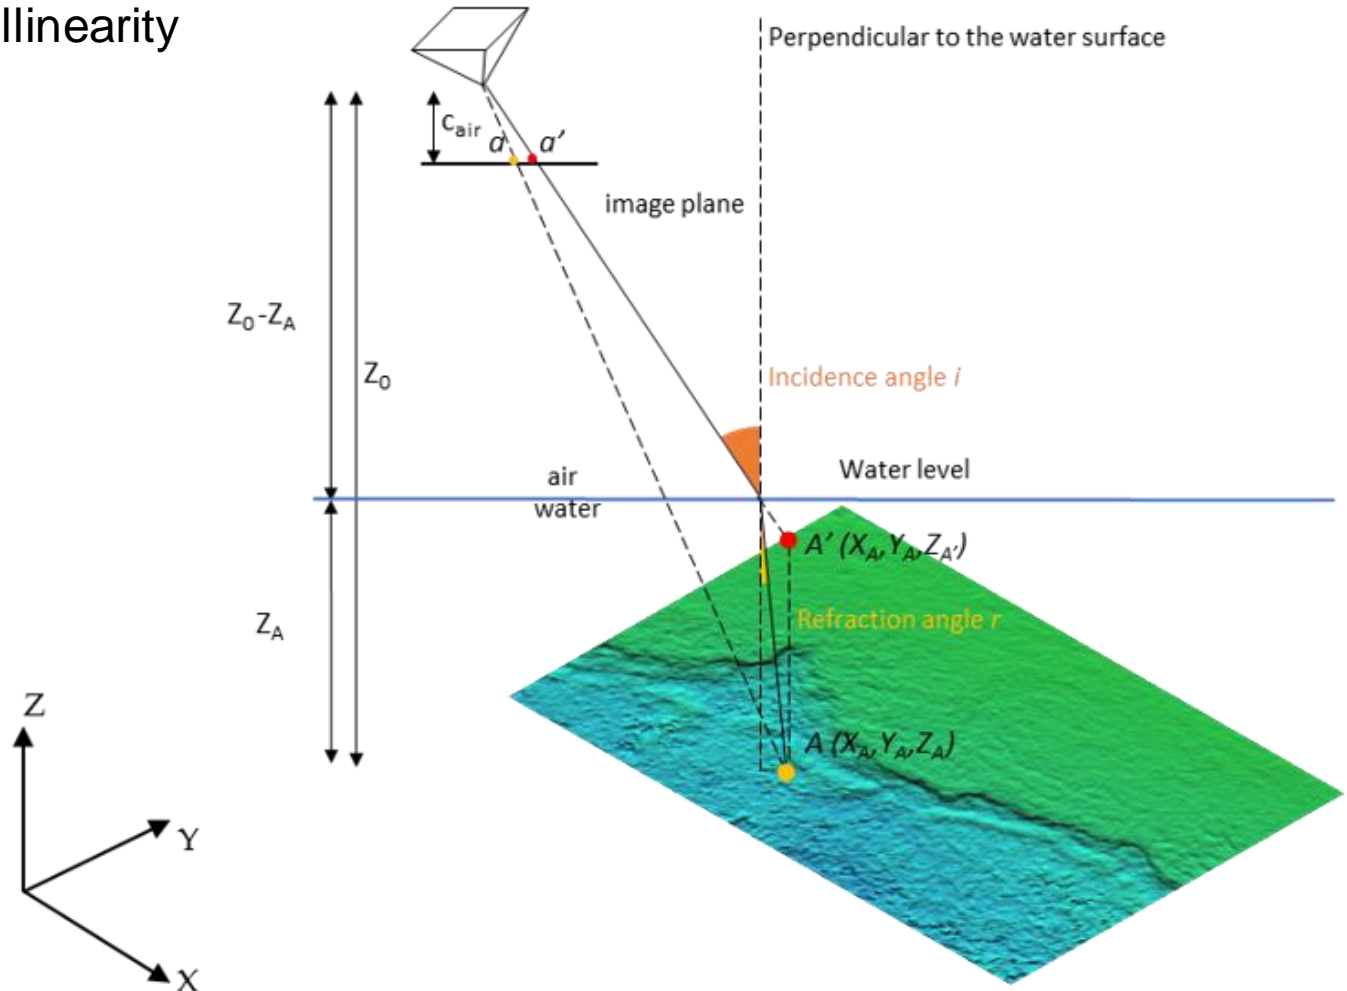 llinearity
Perpendicular to the water surface
Cair
a
a'
image plane
Z0-ZA
Z0
Incidence angle i
air
Water level
water
A' (XA,YA,ZA')
ZA
Refraction angle r
Z
A (XA,YA,ZA)
Y
X